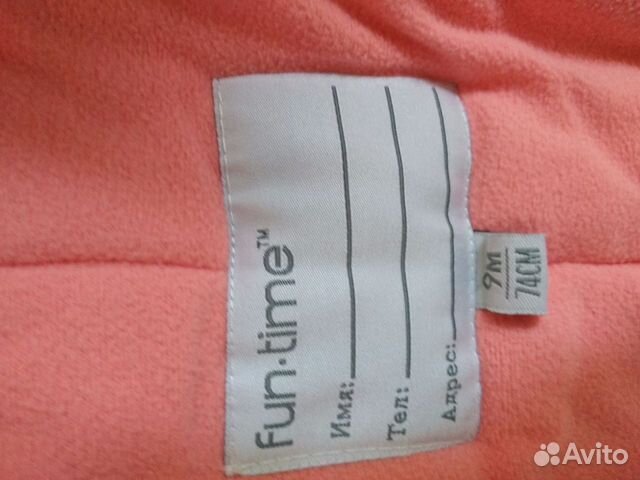 fun·time™
Имя:
Тел:
Адрес:
9M
74CM
Avito